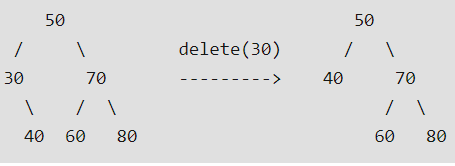 50 50
/ \ delete(30) / \
30 70 ---------> 40 70
\ / \ / \
40 60 80 60 80